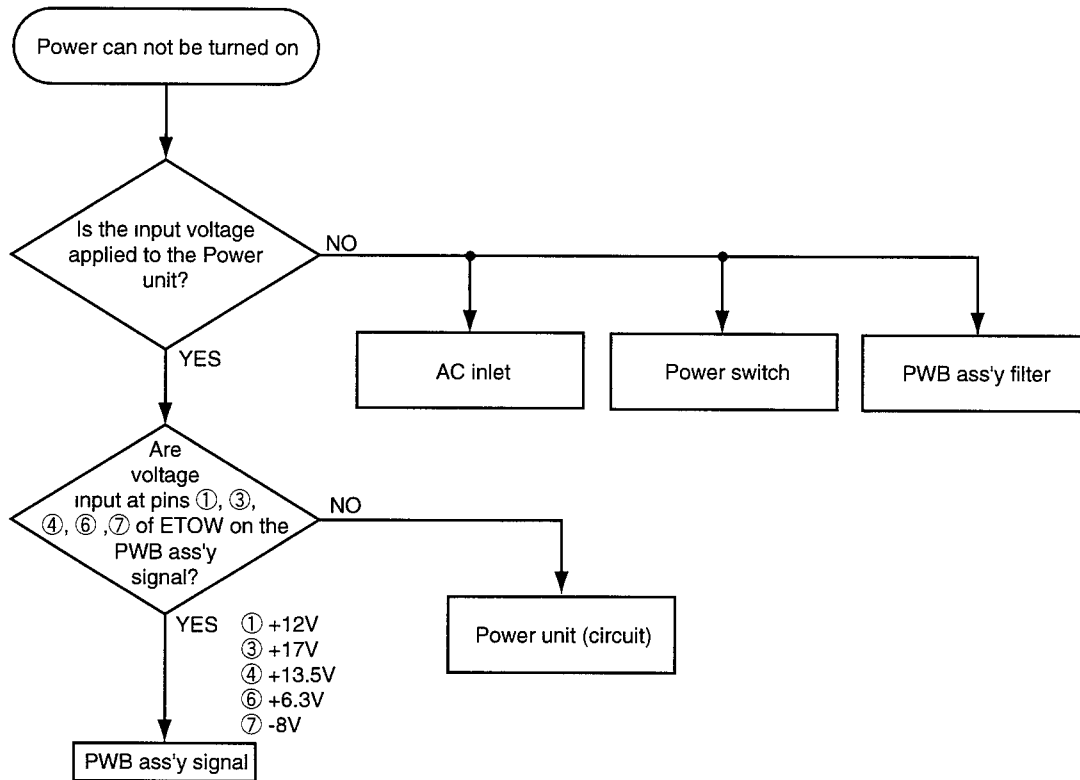 Power can not be turned on
Is the input voltage
applied to the Power
unit?
NO
YES
AC inlet
Power switch
PWB ass'y filter
Are
voltage
input at pins ①, ③,
④, ⑥ ,⑦ of ETOW on the
PWB ass'y
signal?
NO
YES
① +12V
③ +17V
④ +13.5V
⑥ +6.3V
⑦ -8V
Power unit (circuit)
PWB ass'y signal